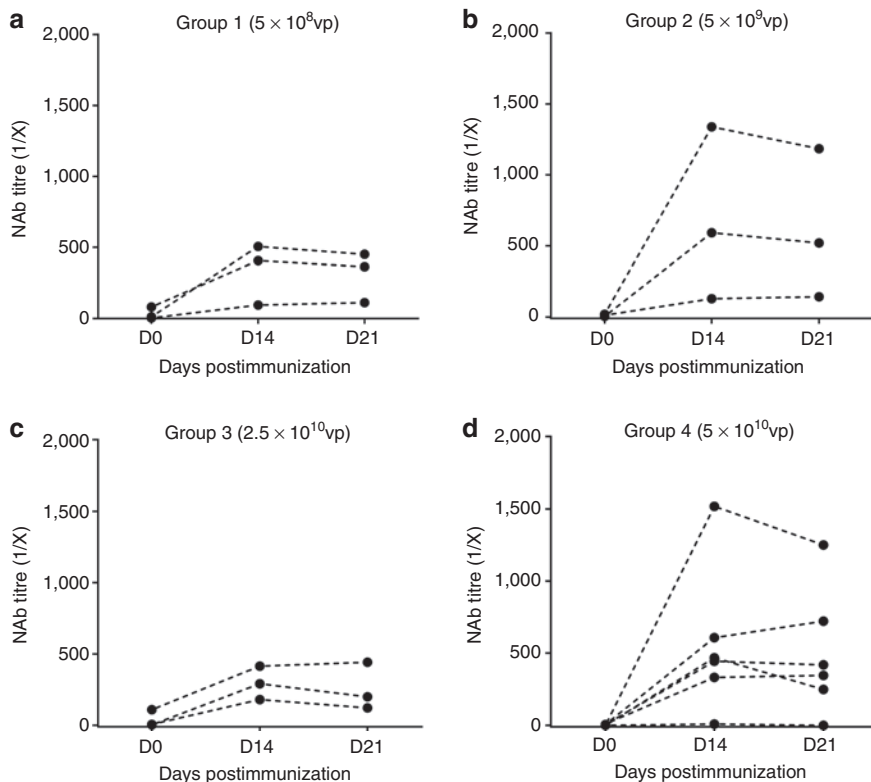 a
Group 1 (5 × 10⁸vp)
2,000
1,500
1,000
500
0
NAb titre (1/X)
D0 D14 D21
Days postimmunization
b
Group 2 (5 × 10⁹vp)
2,000
1,500
1,000
500
0
NAb titre (1/X)
D0 D14 D21
Days postimmunization
c
Group 3 (2.5 × 10¹⁰vp)
2,000
1,500
1,000
500
0
NAb titre (1/X)
D0 D14 D21
Days postimmunization
d
Group 4 (5 × 10¹⁰vp)
2,000
1,500
1,000
500
0
NAb titre (1/X)
D0 D14 D21
Days postimmunization